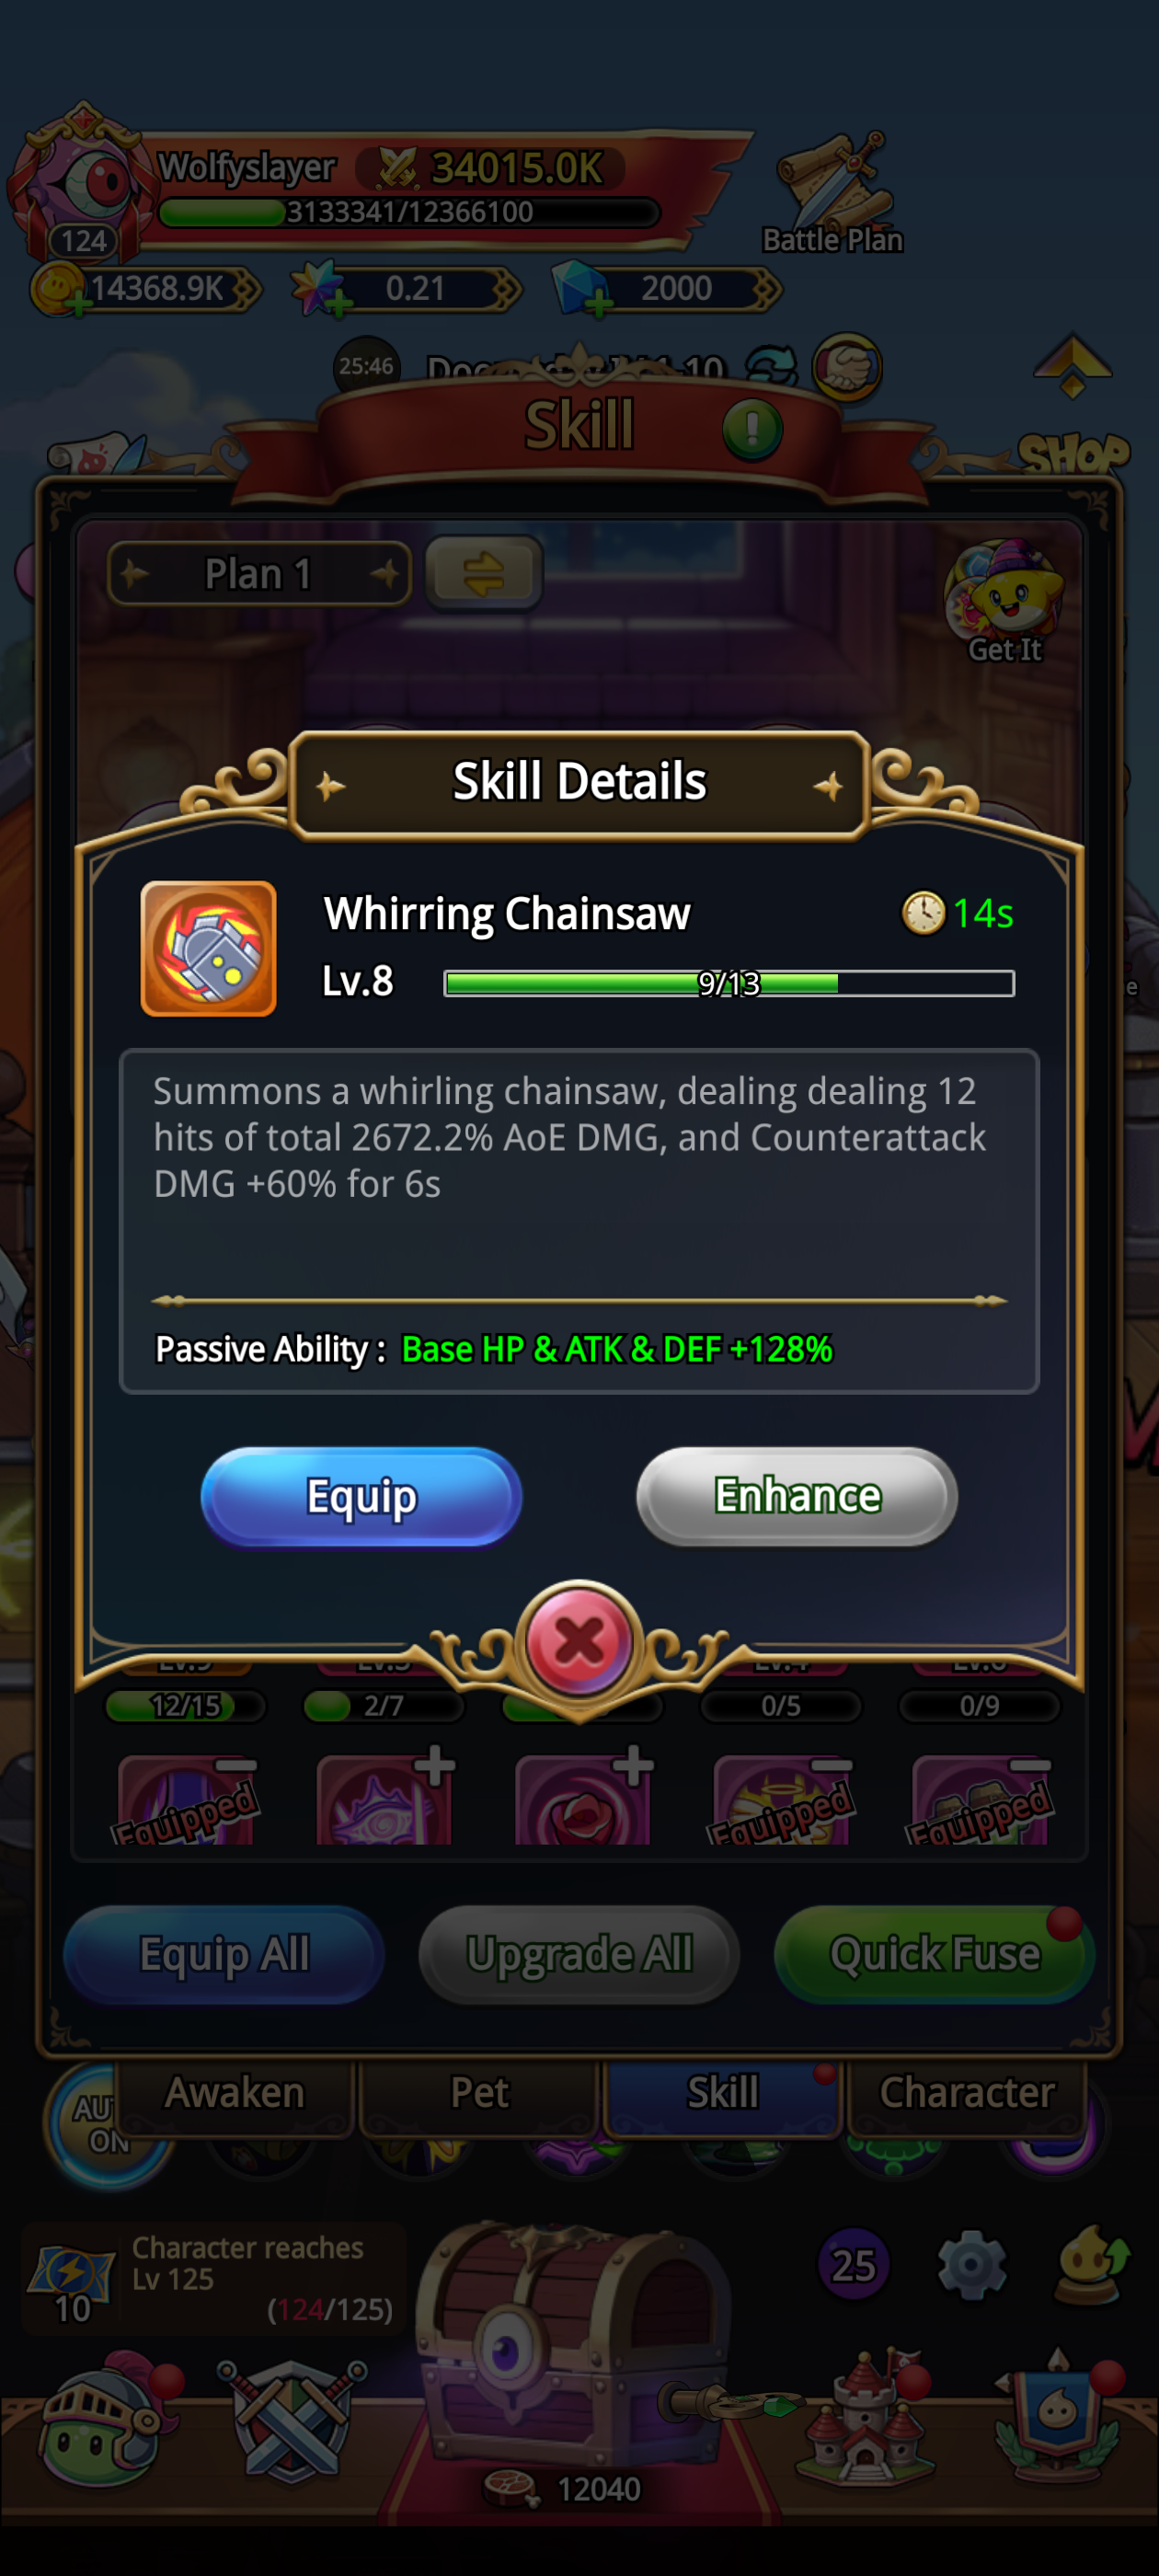 Wolfyslayer
34015.0K
3133341/12366100
124
Battle Plan
14368.9K
0.21
2000
25:46
-10
Skill
SHOP
Plan 1
Get It
Skill Details
Whirring Chainsaw
14s
Lv.8
9/13
Summons a whirling chainsaw, dealing dealing 12
hits of total 2672.2% AoE DMG, and Counterattack
DMG +60% for 6s
Passive Ability : Base HP & ATK & DEF +128%
Equip
Enhance
12/15
2/7
0/5
0/9
Equipped
Equipped
Equipped
Equip All
Upgrade All
Quick Fuse
Awaken
Pet
Skill
Character
ON
Character reaches
Lv 125
(124/125)
10
25
12040